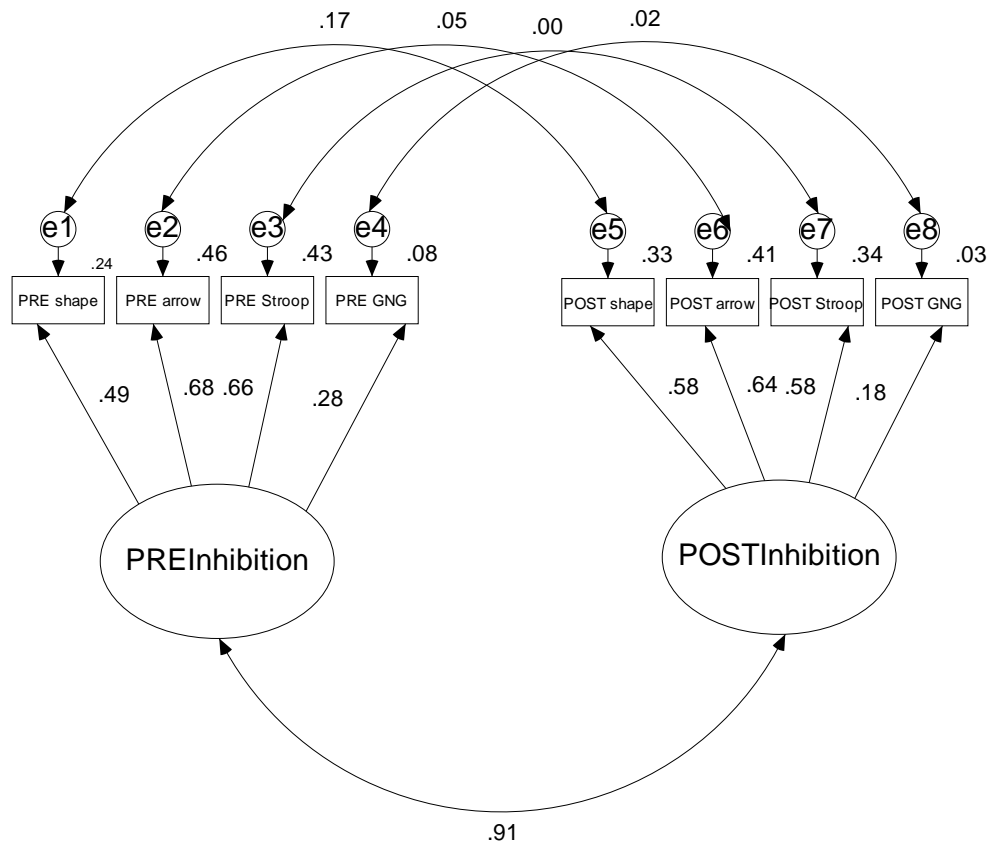 .17 .05 .00 .02
e1 e2 e3 e4 e5 e6 e7 e8
.24 .46 .43 .08 .33 .41 .34 .03
PRE shape PRE arrow PRE Stroop PRE GNG POST shape POST arrow POST Stroop POST GNG
.49 .68 .66 .28 .58 .64 .58 .18
PREInhibition POSTInhibition
.91